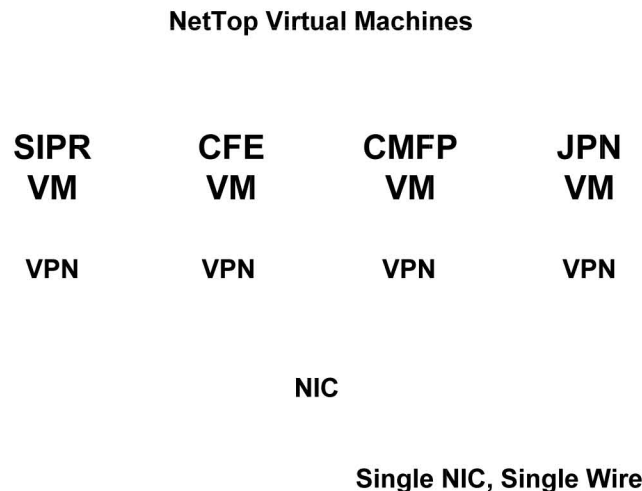 NetTop Virtual Machines
SIPR CFE CMFP JPN
VM VM VM VM
VPN VPN VPN VPN
NIC
Single NIC, Single Wire